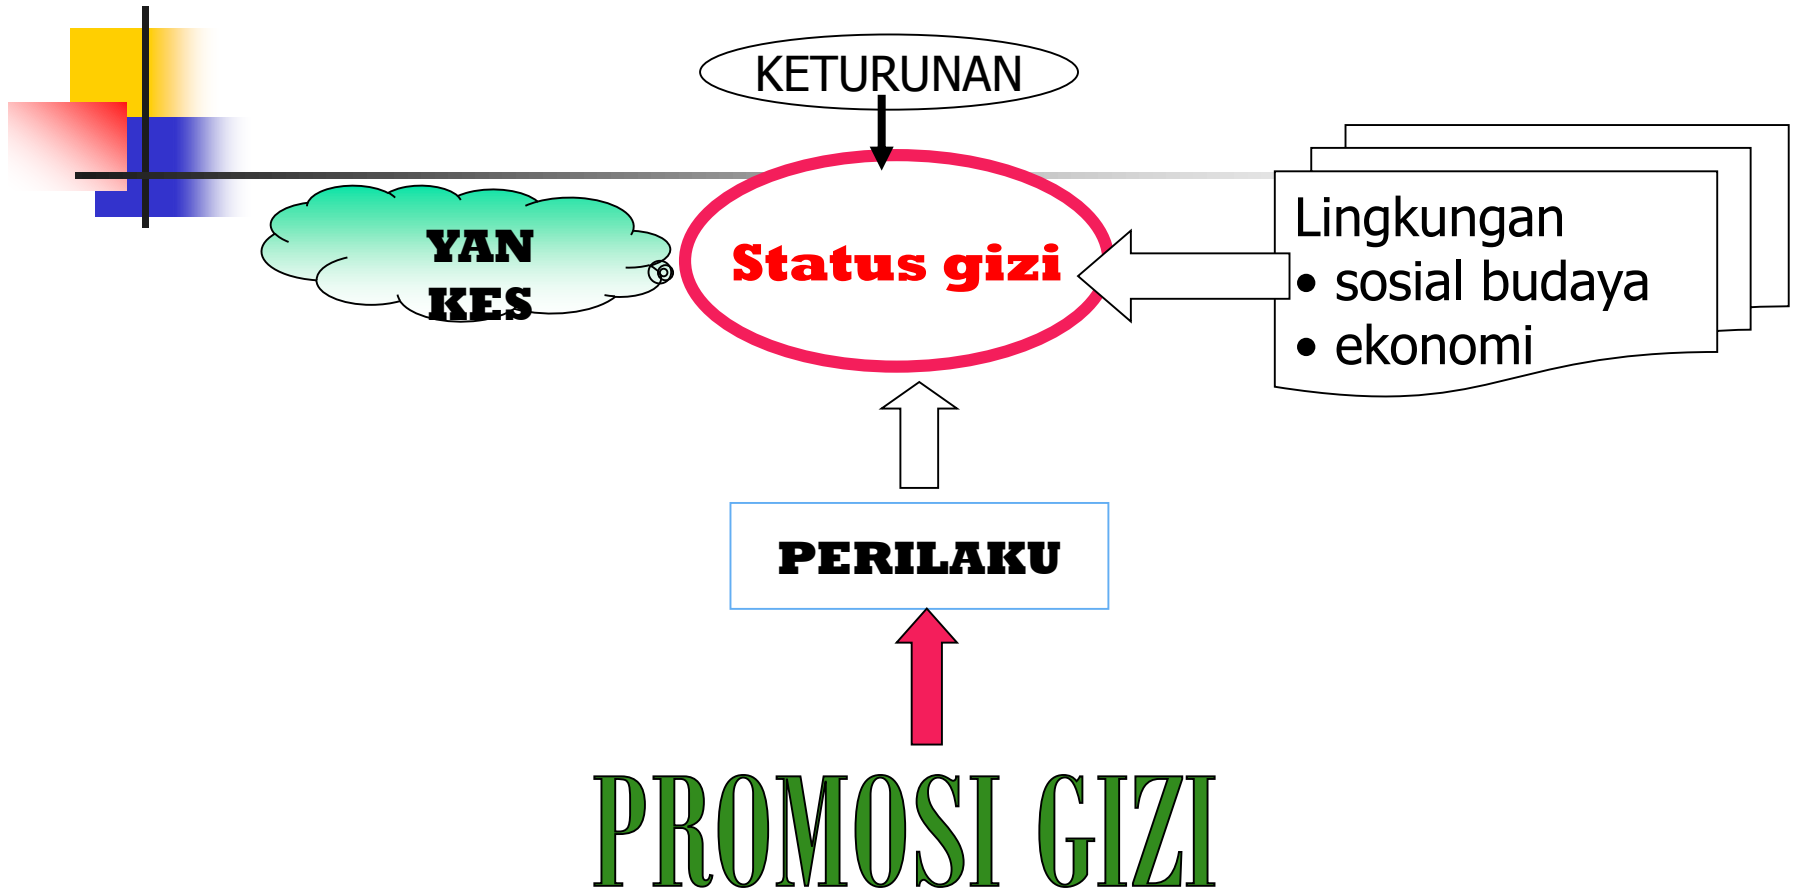 KETURUNAN
YAN
KES
Status gizi
Lingkungan
• sosial budaya
• ekonomi
PERILAKU
PROMOSI GIZI